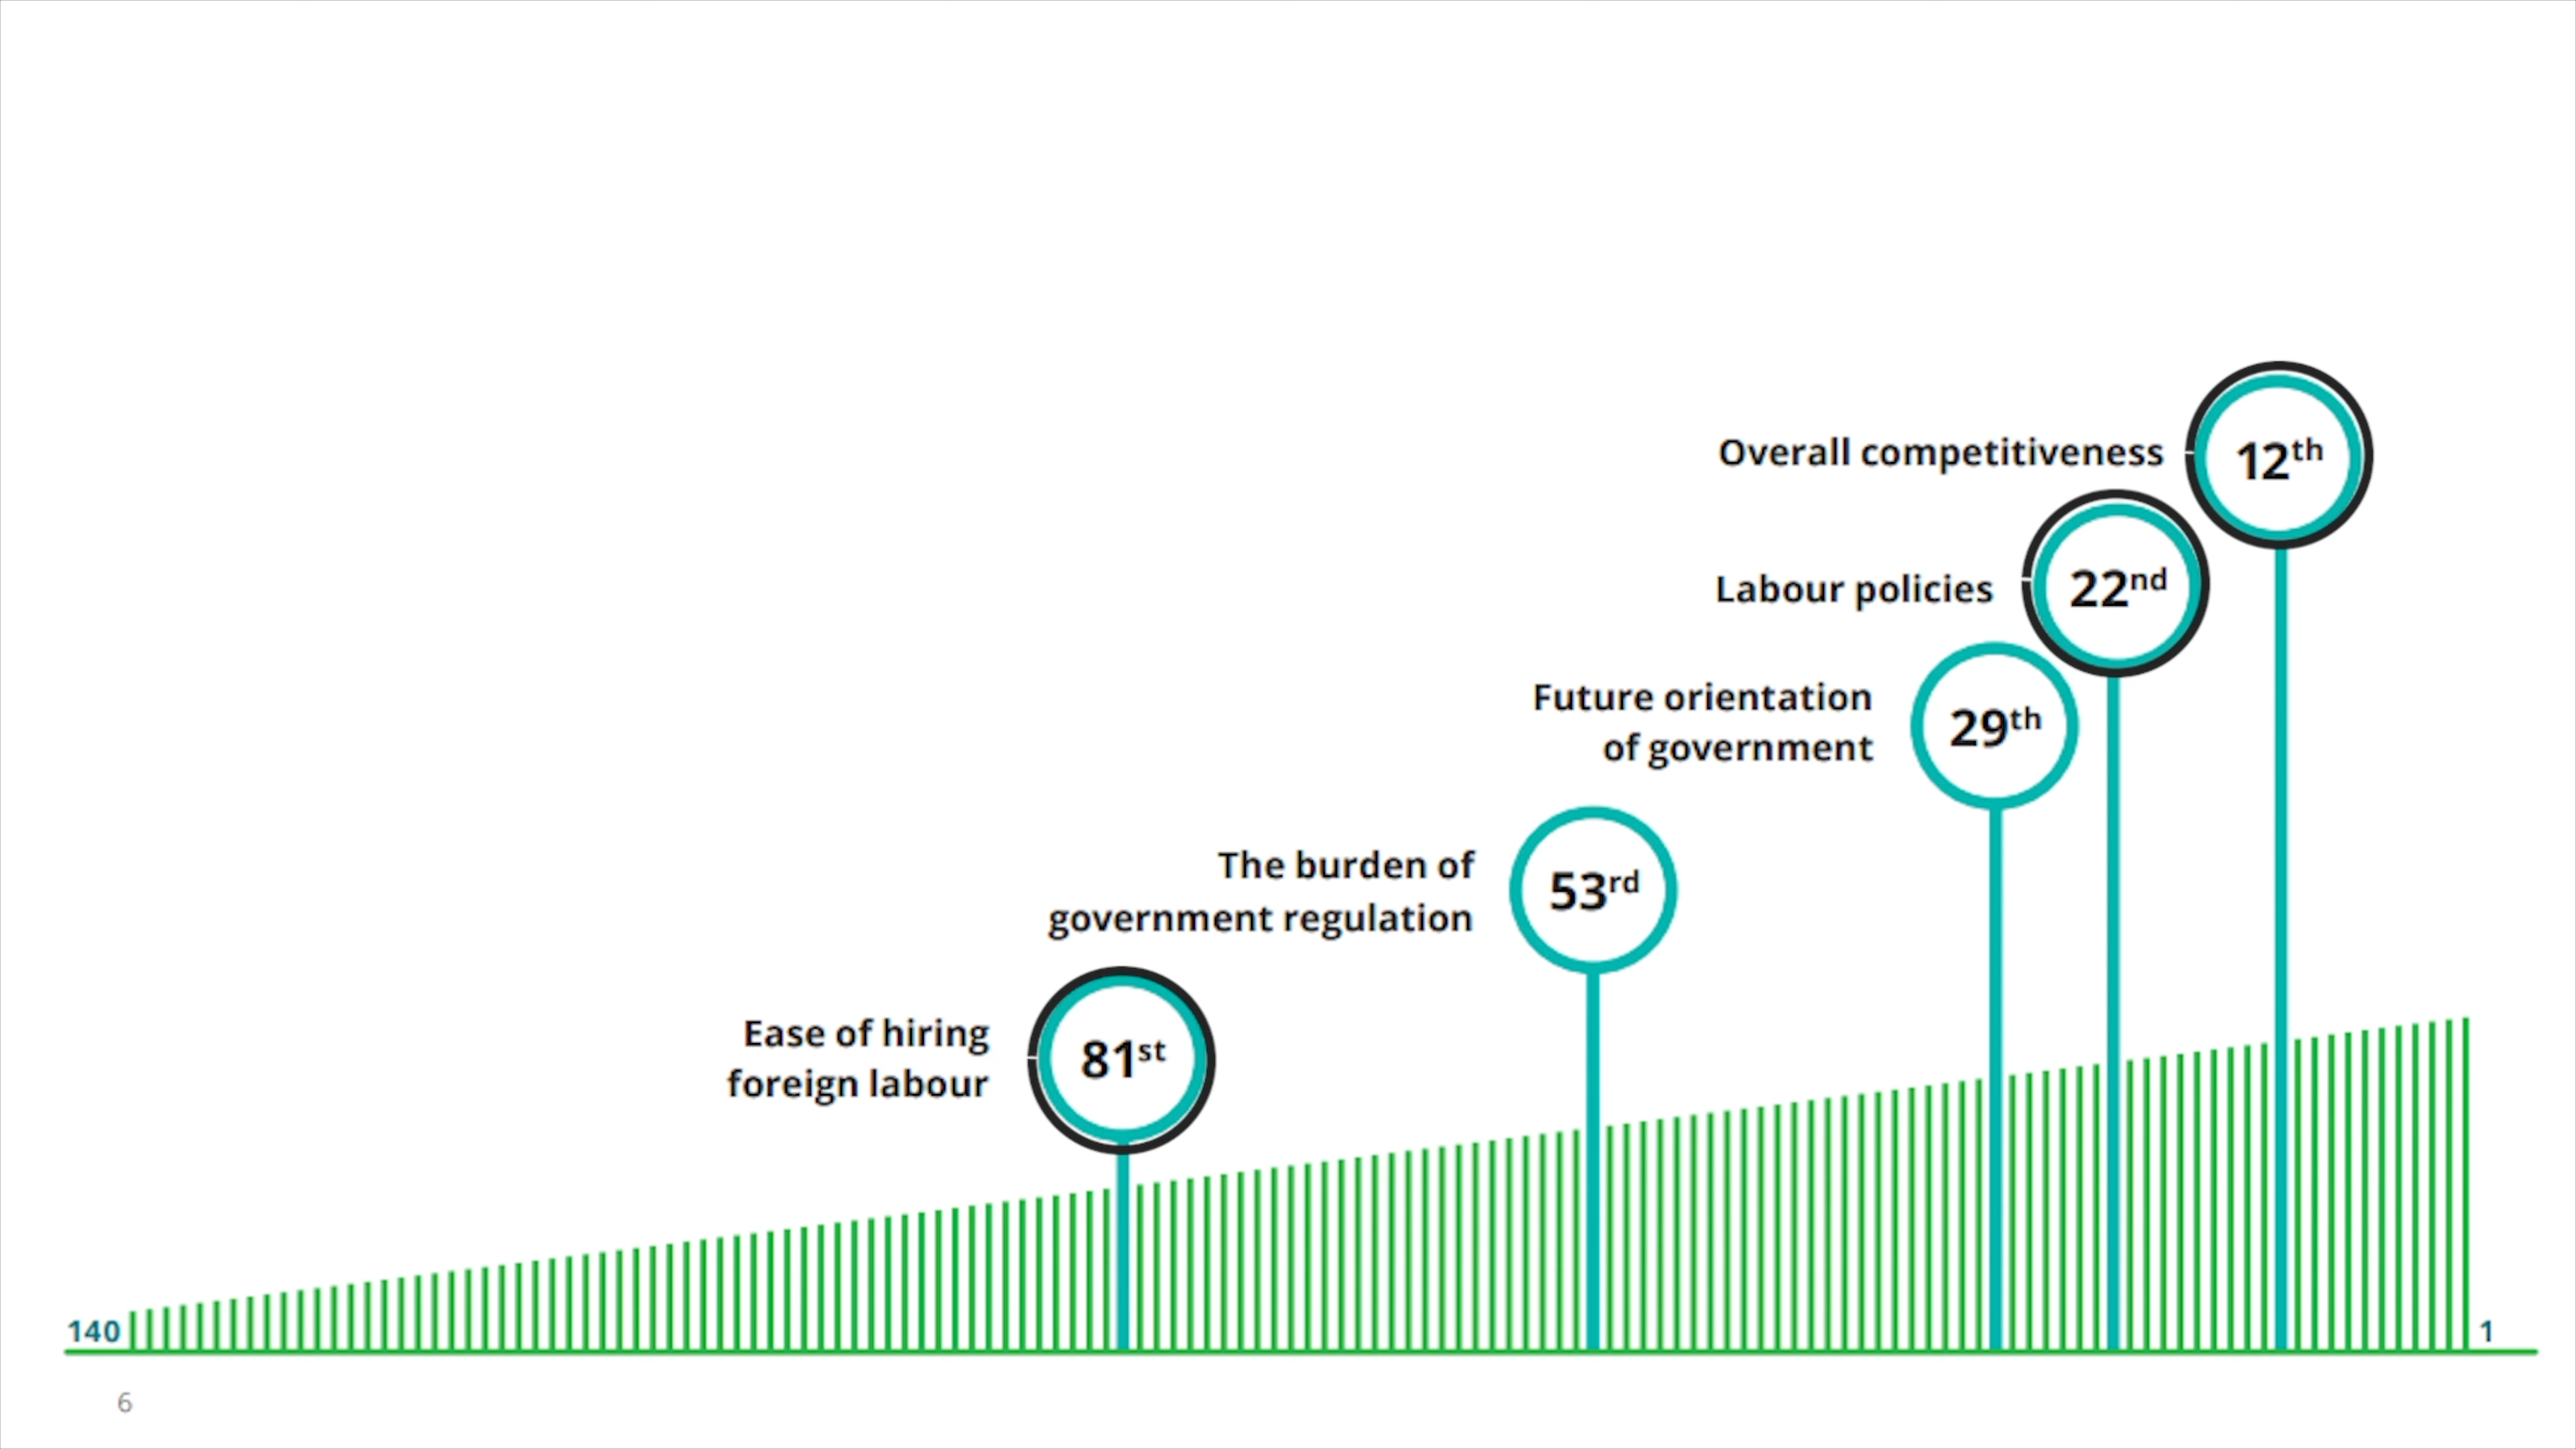 Overall competitiveness
12th
Labour policies
22nd
Future orientation
of government
29th
The burden of
government regulation
53rd
Ease of hiring
foreign labour
81st
140
1
6